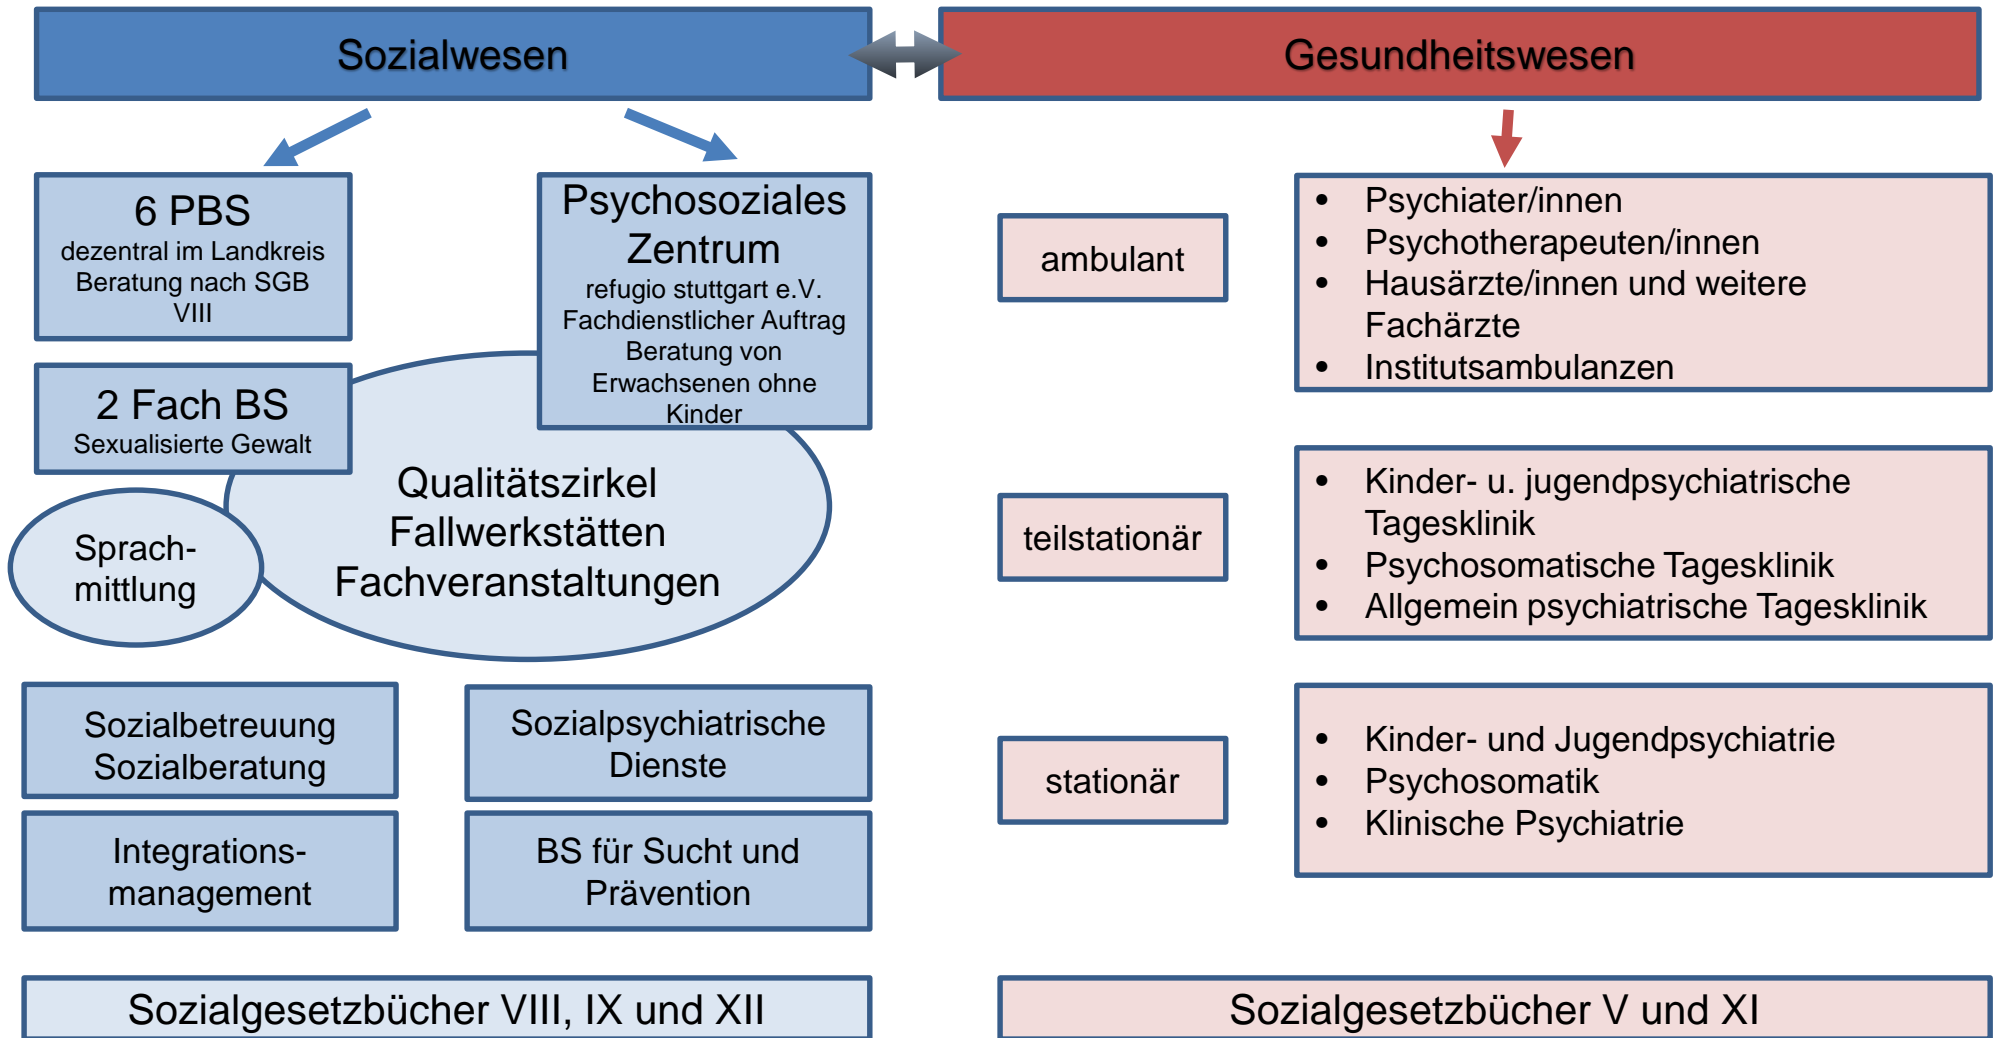 Sozialwesen
Gesundheitswesen
6 PBS
dezentral im Landkreis
Beratung nach SGB
VIII
Psychosoziales
Zentrum
refugio stuttgart e.V.
Fachdienstlicher Auftrag
Beratung von
Erwachsenen ohne
Kinder
2 Fach BS
Sexualisierte Gewalt
Qualitätszirkel
Fallwerkstätten
Fachveranstaltungen
Sprach-
mittlung
Sozialbetreuung
Sozialberatung
Sozialpsychiatrische
Dienste
Integrations-
management
BS für Sucht und
Prävention
Sozialgesetzbücher VIII, IX und XII
ambulant
• Psychiater/innen
• Psychotherapeuten/innen
• Hausärzte/innen und weitere
Fachärzte
• Institutsambulanzen
teilstationär
• Kinder- u. jugendpsychiatrische
Tagesklinik
• Psychosomatische Tagesklinik
• Allgemein psychiatrische Tagesklinik
stationär
• Kinder- und Jugendpsychiatrie
• Psychosomatik
• Klinische Psychiatrie
Sozialgesetzbücher V und XI